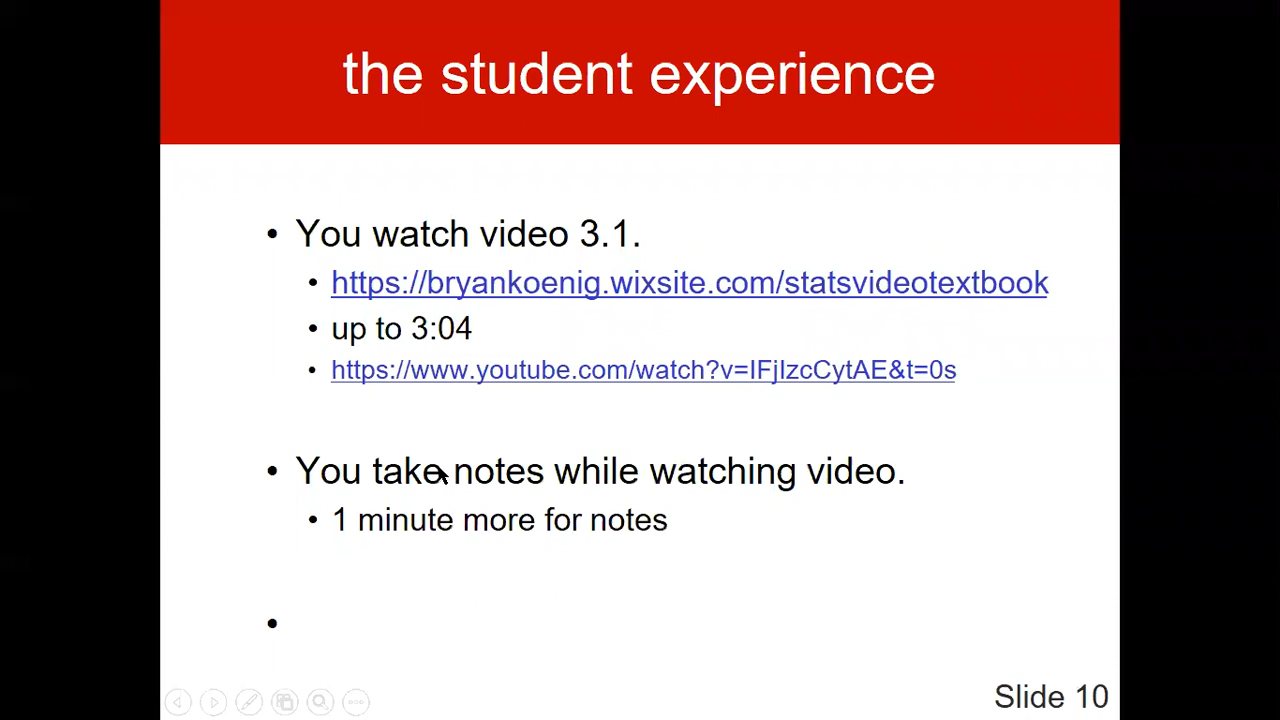 the student experience
• You watch video 3.1.
• https://bryankoenig.wixsite.com/statsvideotextbook
• up to 3:04
• https://www.youtube.com/watch?v=IFjIzcCytAE&t=0s
• You take notes while watching video.
• 1 minute more for notes
•
Slide 10